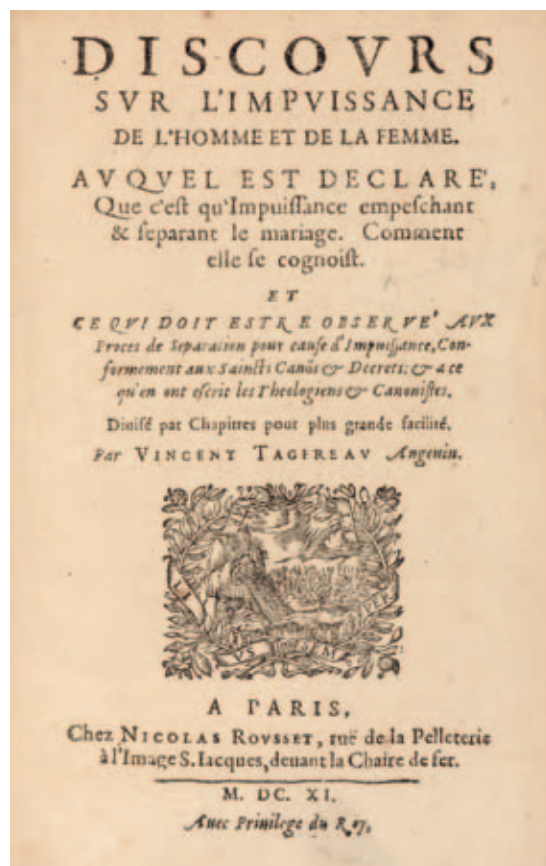 DISCOVRS
SVR L'IMPVISSANCE
DE L'HOMME ET DE LA FEMME.
AVQVEL EST DECLARE',
Que c'est qu'Impuissance empeschant
& separant le mariage. Comment
elle se cognoist.
ET
CE QVI DOIT ESTRE OBSERVE' AVX
Proces de Separation pour cause d'Impuissance, Con-
formement aux Saincts Canōs & Decrets: & a ce
qu'en ont escrit les Theologiens & Canonistes.
Diuisé par Chapitres pour plus grande facilité.
Par VINCENT TAGEREAV Angeuin.
A PARIS,
Chez NICOLAS ROVSSET, ruë de la Pelleterie
à l'Image S. Iacques, deuant la Chaire de fer.
M. DC. XI.
Auec Priuilege du Roy.